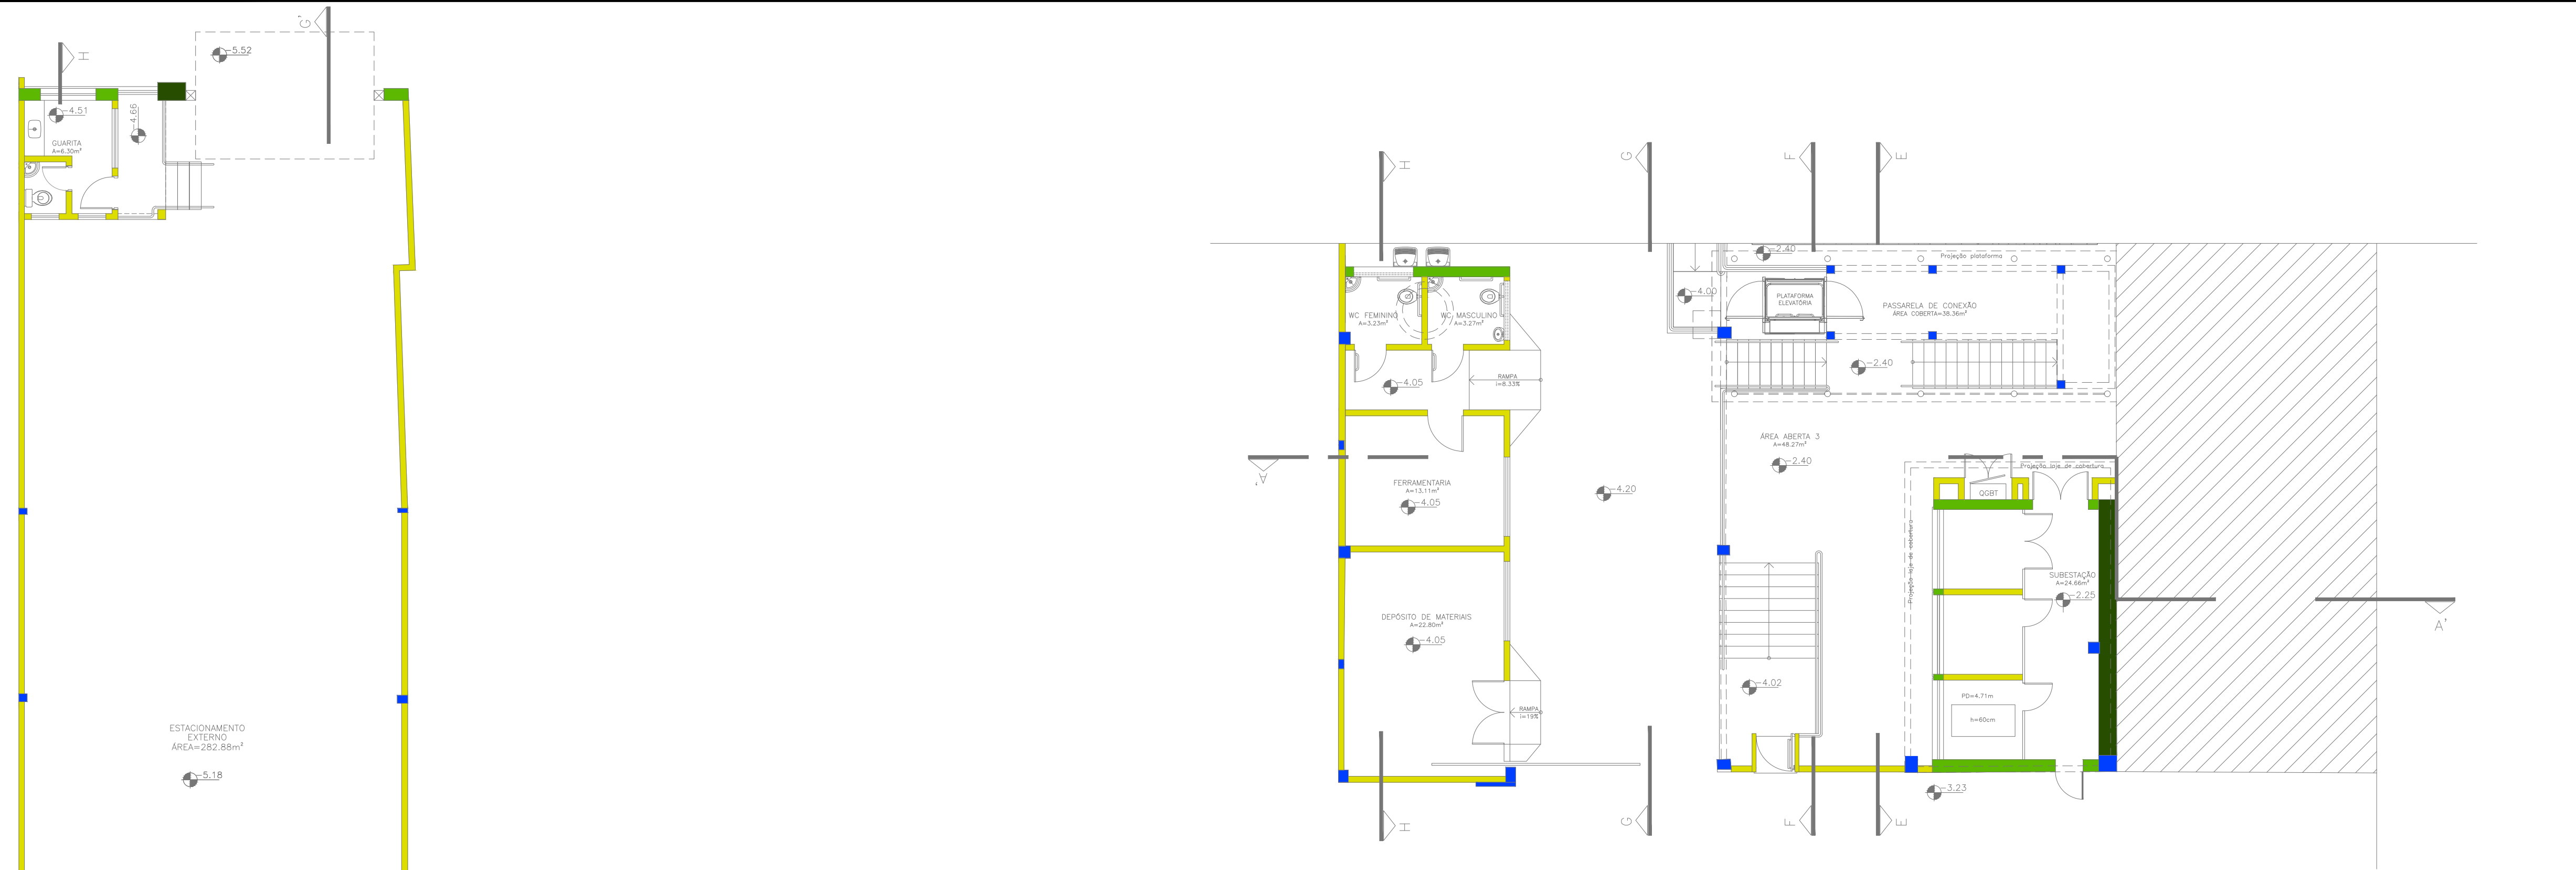 G'
H
-5.52
-4.51
-4.66
GUARITA
A=6.30m²
ESTACIONAMENTO
EXTERNO
ÁREA=282.88m²
-5.18
H
G
F
E
WC FEMININO
A=3.23m²
WC MASCULINO
A=3.27m²
-4.05
RAMPA
i=8.33%
A'
FERRAMENTARIA
A=13.11m²
-4.05
-4.20
DEPÓSITO DE MATERIAIS
A=22.80m²
-4.05
RAMPA
i=19%
-2.40
Projeção plataforma
-4.00
PLATAFORMA
ELEVATÓRIA
PASSARELA DE CONEXÃO
ÁREA COBERTA=38.36m²
-2.40
ÁREA ABERTA 3
A=48.27m²
-2.40
Projeção laje de cobertura
QGBT
Projeção laje de cobertura
SUBESTAÇÃO
A=24.66m²
-2.25
A'
-4.02
PD=4.71m
h=60cm
-3.23
H
G
F
E